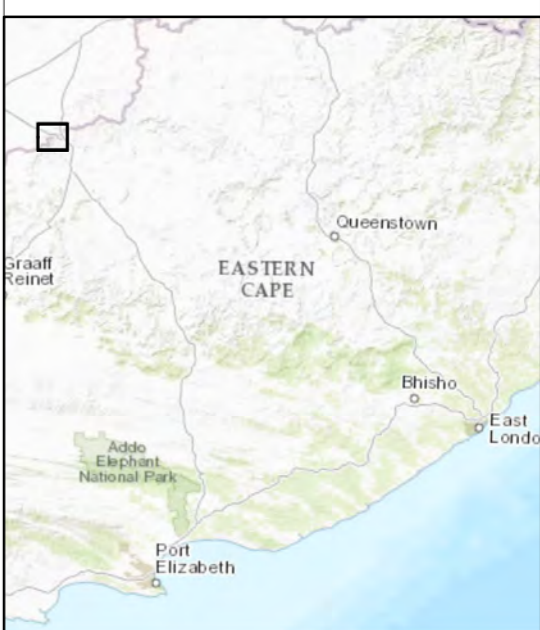 Queenstown
Graaff
Reinet
EASTERN
CAPE
Bhisho
East
Londo
Addo
Elephant
National Park
Port
Elizabeth